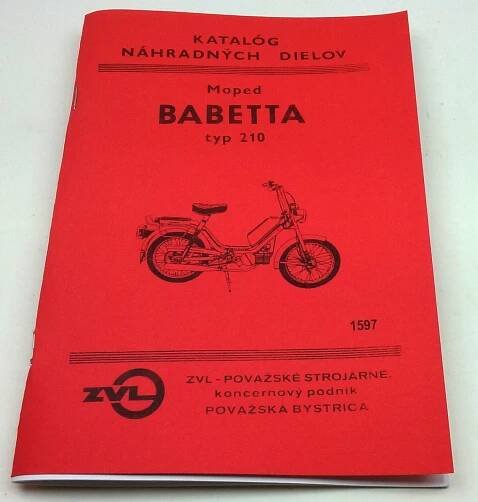 KATALÓG
NÁHRADNÝCH DIELOV
Moped
BABETTA
typ 210
1597
ZVL
ZVL - POVAŽSKÉ STROJÁRNE,
koncernový podnik
POVAŽSKÁ BYSTRICA